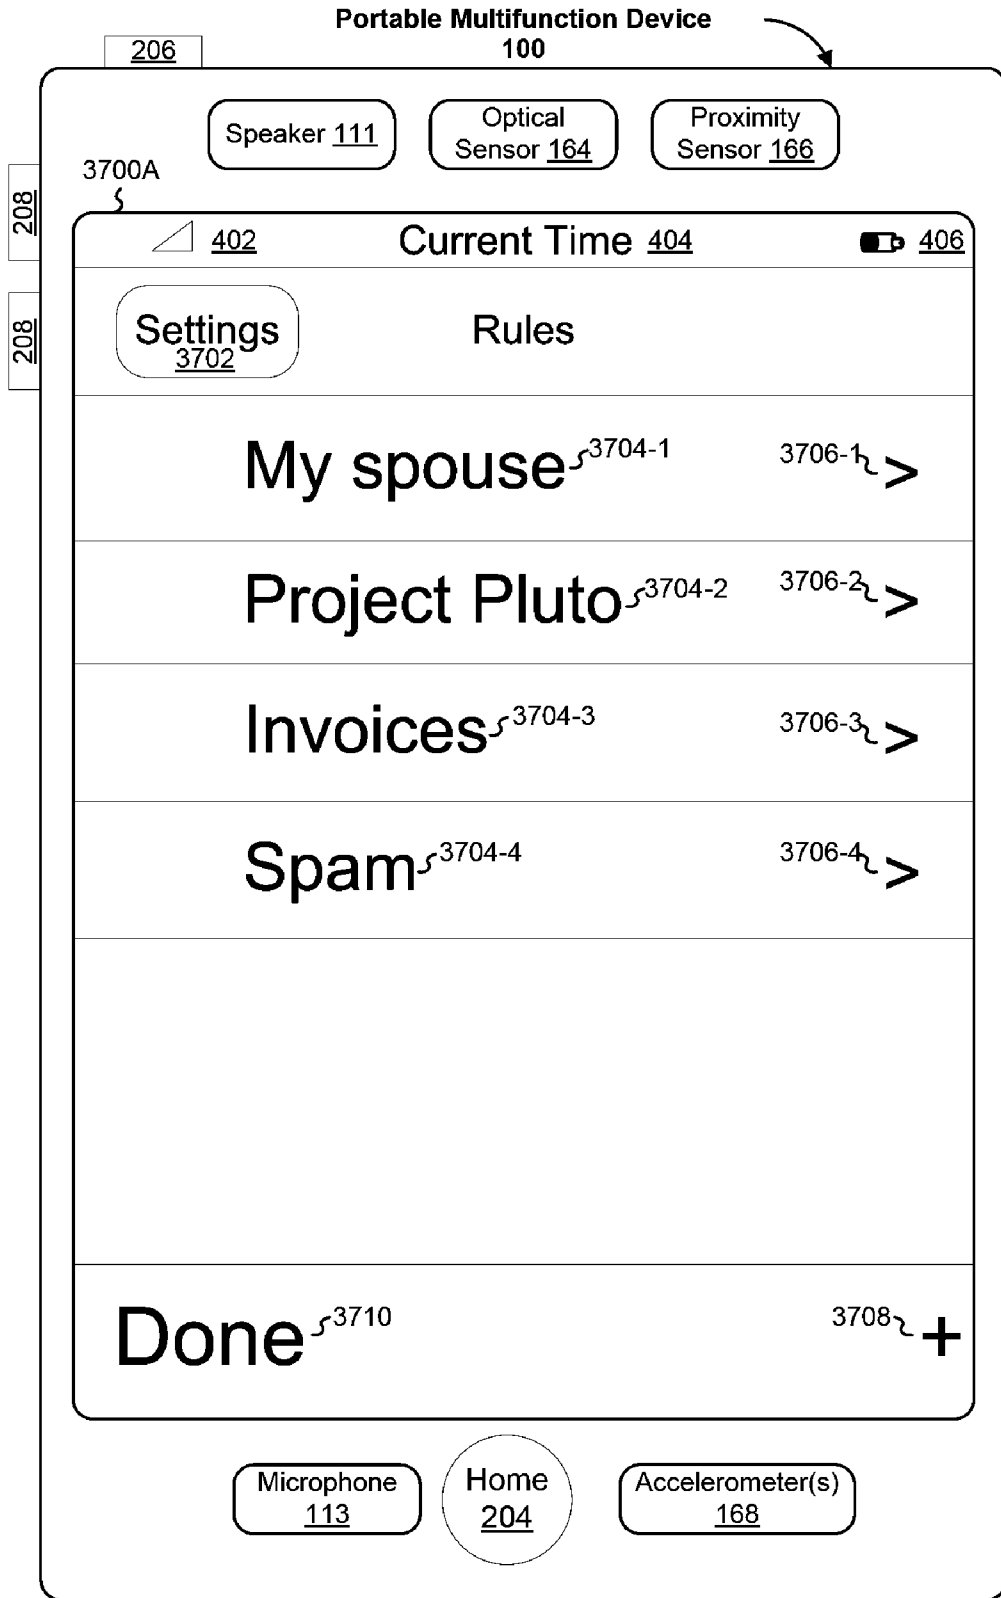 Portable Multifunction Device
100
206
Speaker 111
Optical
Sensor 164
Proximity
Sensor 166
3700A
208
208
402
Current Time 404
406
Settings
3702
Rules
My spouse 3704-1
3706-1 >
Project Pluto 3704-2
3706-2 >
Invoices 3704-3
3706-3 >
Spam 3704-4
3706-4 >
Done 3710
3708 +
Microphone
113
Home
204
Accelerometer(s)
168